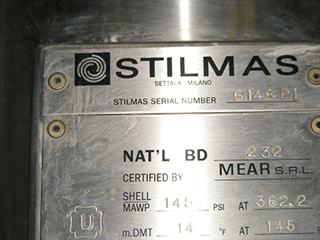 STILMAS
SETTALA MILANO
STILMAS SERIAL NUMBER 6148 P1
NAT'L BD 232
CERTIFIED BY MEAR S.R.L.
SHELL
MAWP 145 PSI AT 362.2
U
m.DMT 14 °F AT 145